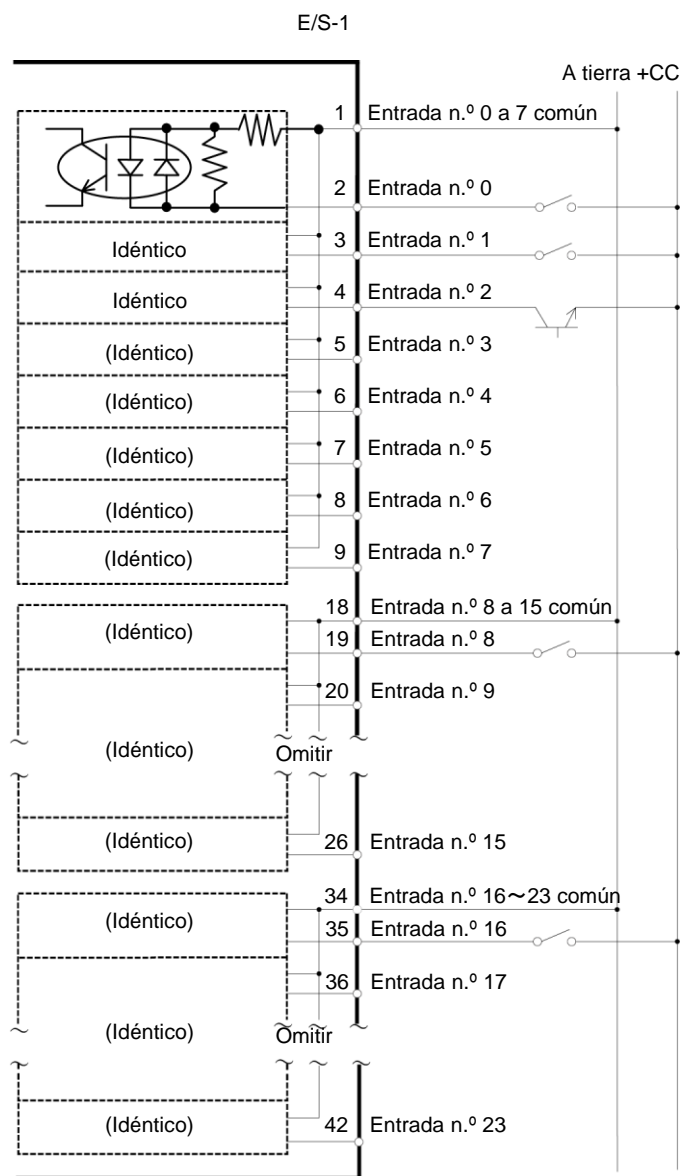 E/S-1
A tierra +CC
1 Entrada n.º 0 a 7 común
2 Entrada n.º 0
Idéntico 3 Entrada n.º 1
Idéntico 4 Entrada n.º 2
(Idéntico) 5 Entrada n.º 3
(Idéntico) 6 Entrada n.º 4
(Idéntico) 7 Entrada n.º 5
(Idéntico) 8 Entrada n.º 6
(Idéntico) 9 Entrada n.º 7
18 Entrada n.º 8 a 15 común
(Idéntico) 19 Entrada n.º 8
20 Entrada n.º 9
(Idéntico) Omitir
(Idéntico) 26 Entrada n.º 15
34 Entrada n.º 16~23 común
(Idéntico) 35 Entrada n.º 16
36 Entrada n.º 17
(Idéntico) Omitir
(Idéntico) 42 Entrada n.º 23